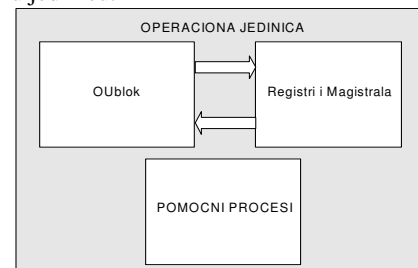 OPERACIONA JEDINICA
OUblok
Registri i Magistrala
POMOCNI PROCESI